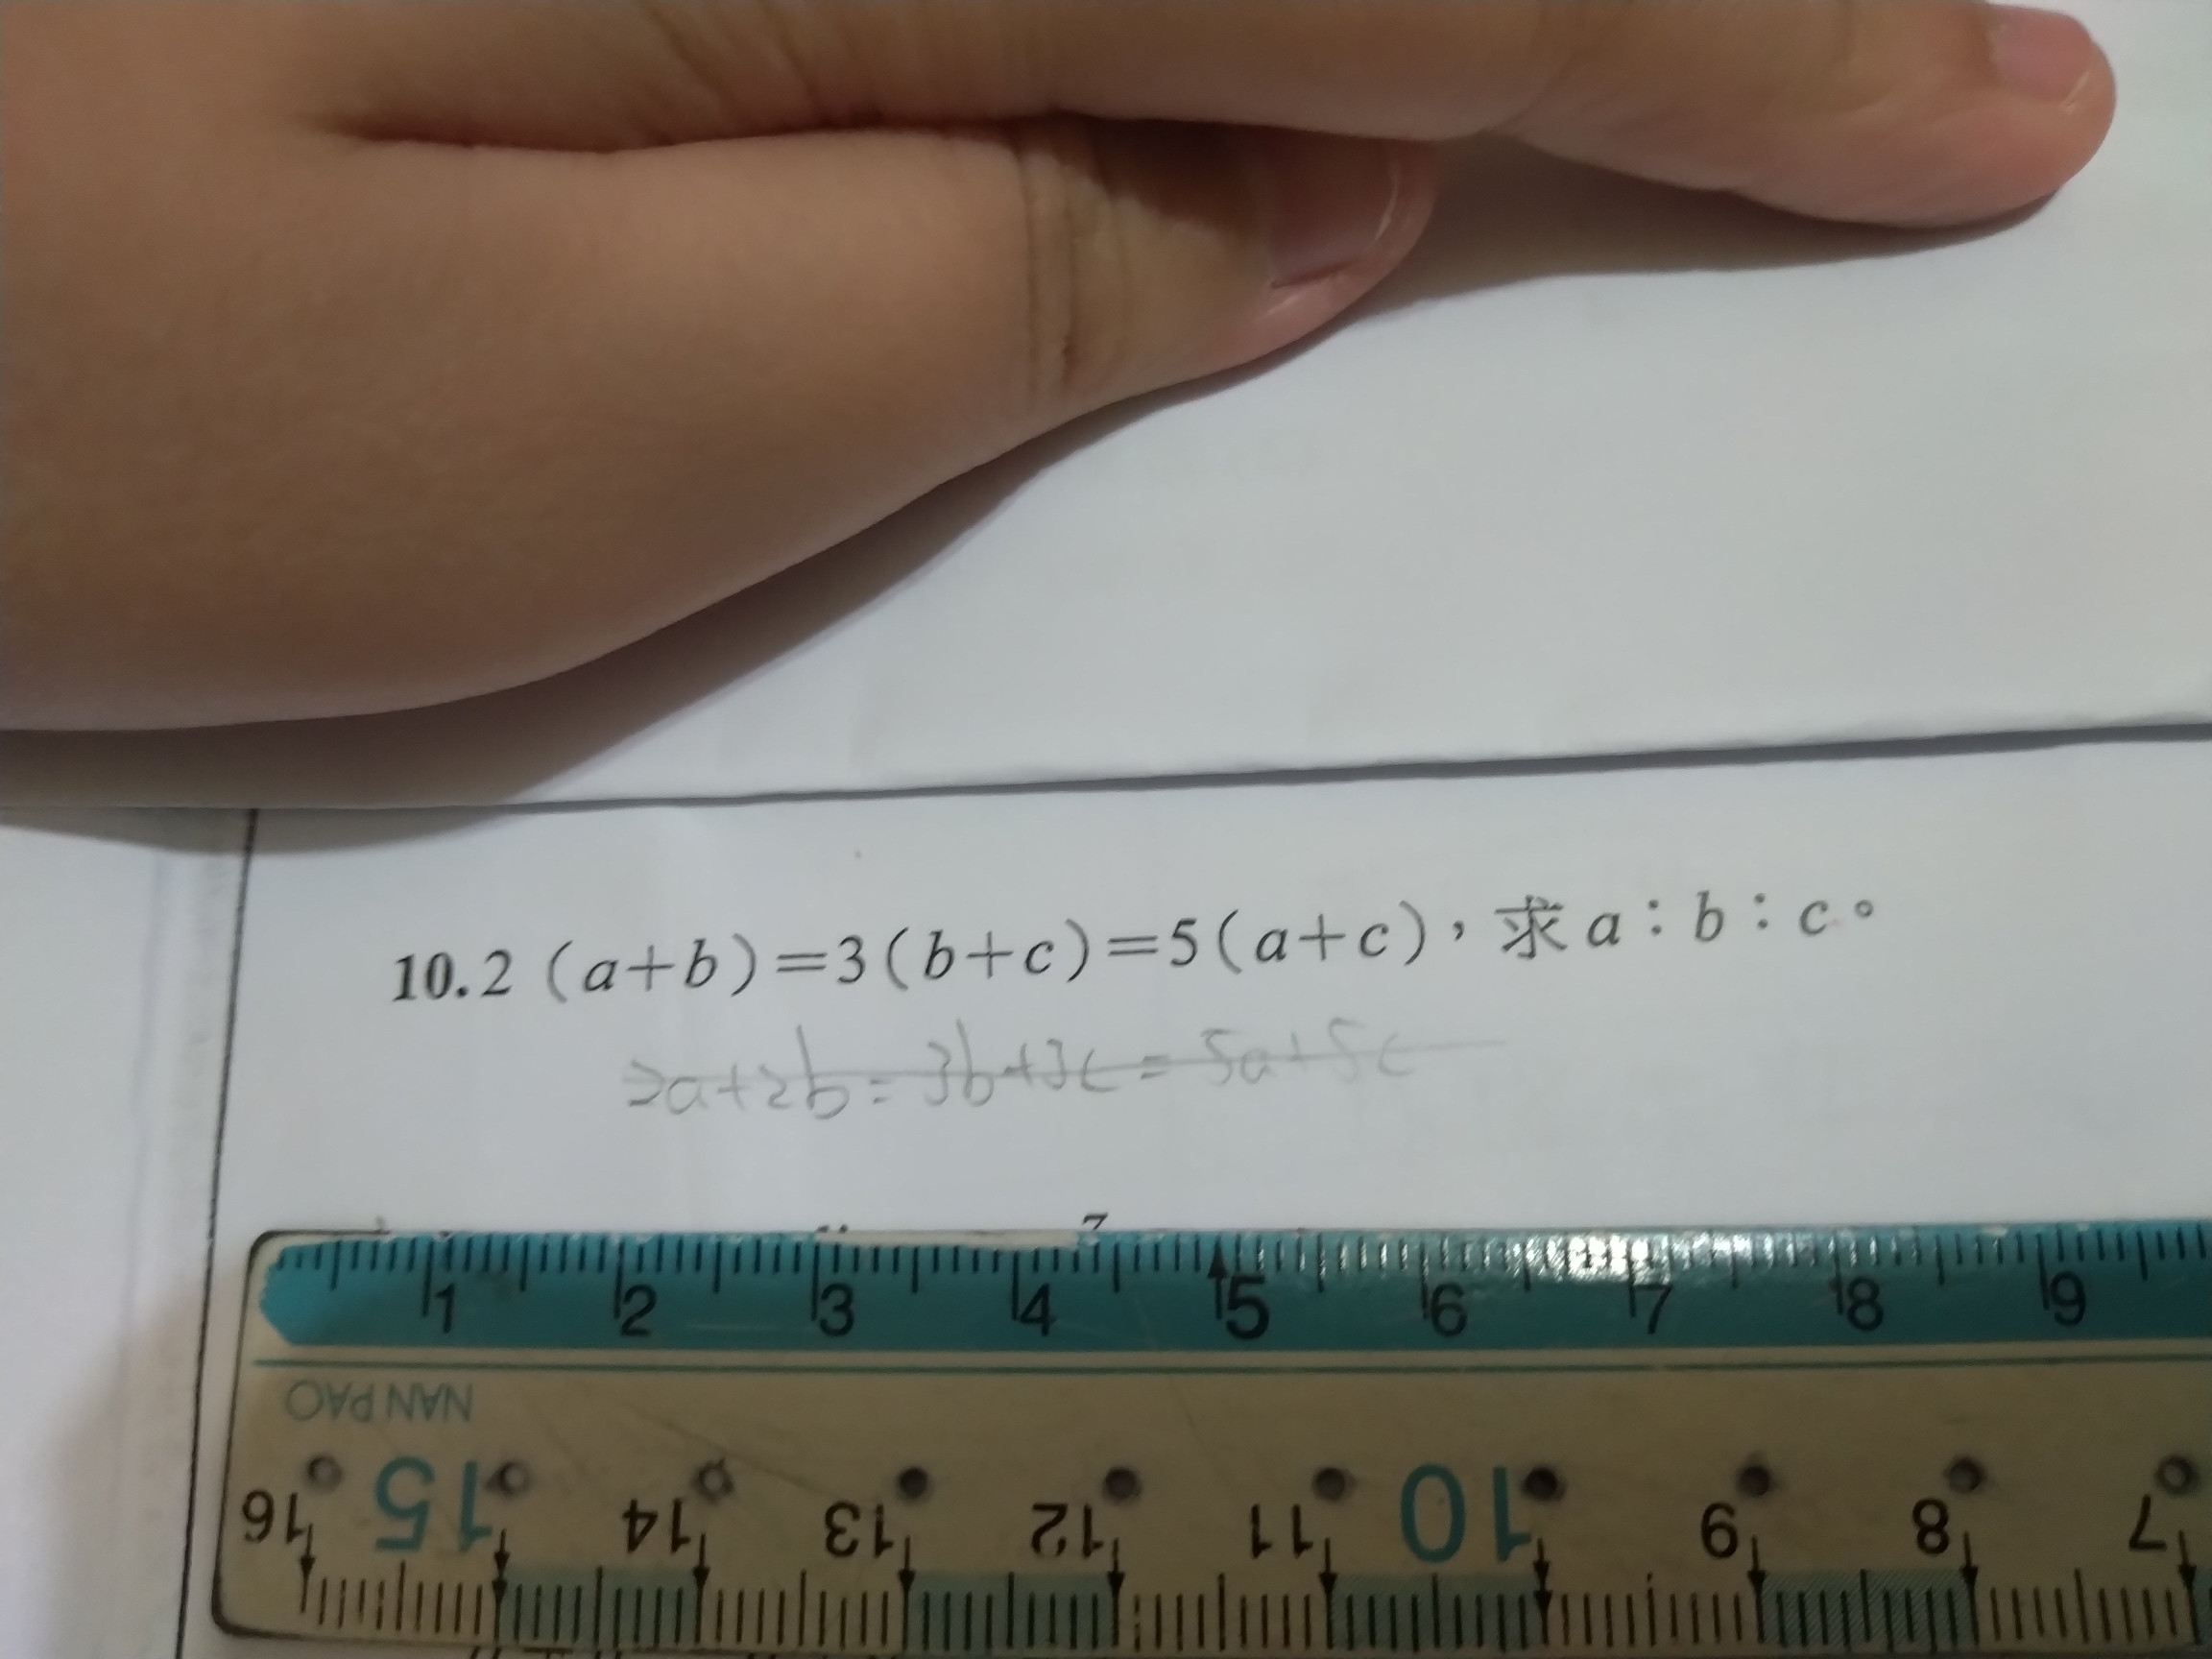 10.2（a+b）=3（b+c）=5（a+c），求a：b：c。
2a+2b=3b+3c=5a+5c
1 2 3 4 5 6 7 8 9
NAN PAO
16 15 14 13 12 11 10 9 8 7